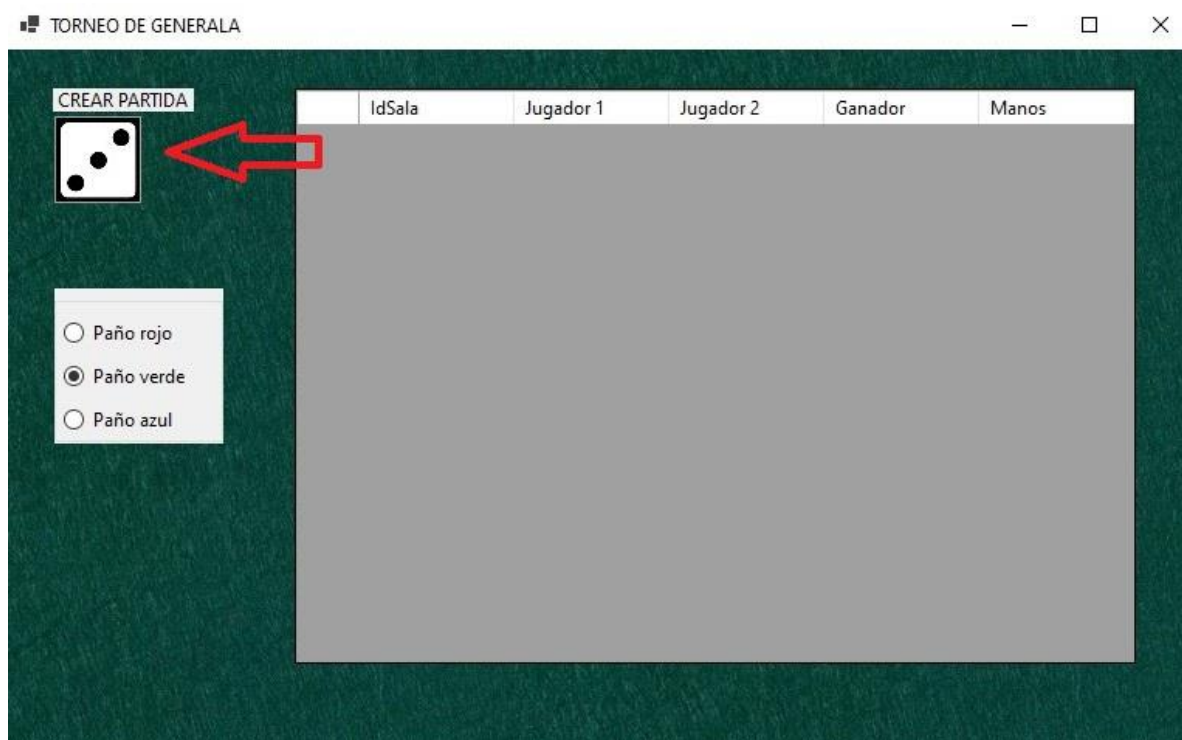 TORNEO DE GENERALA
CREAR PARTIDA
IdSala Jugador 1 Jugador 2 Ganador Manos
Paño rojo
Paño verde
Paño azul